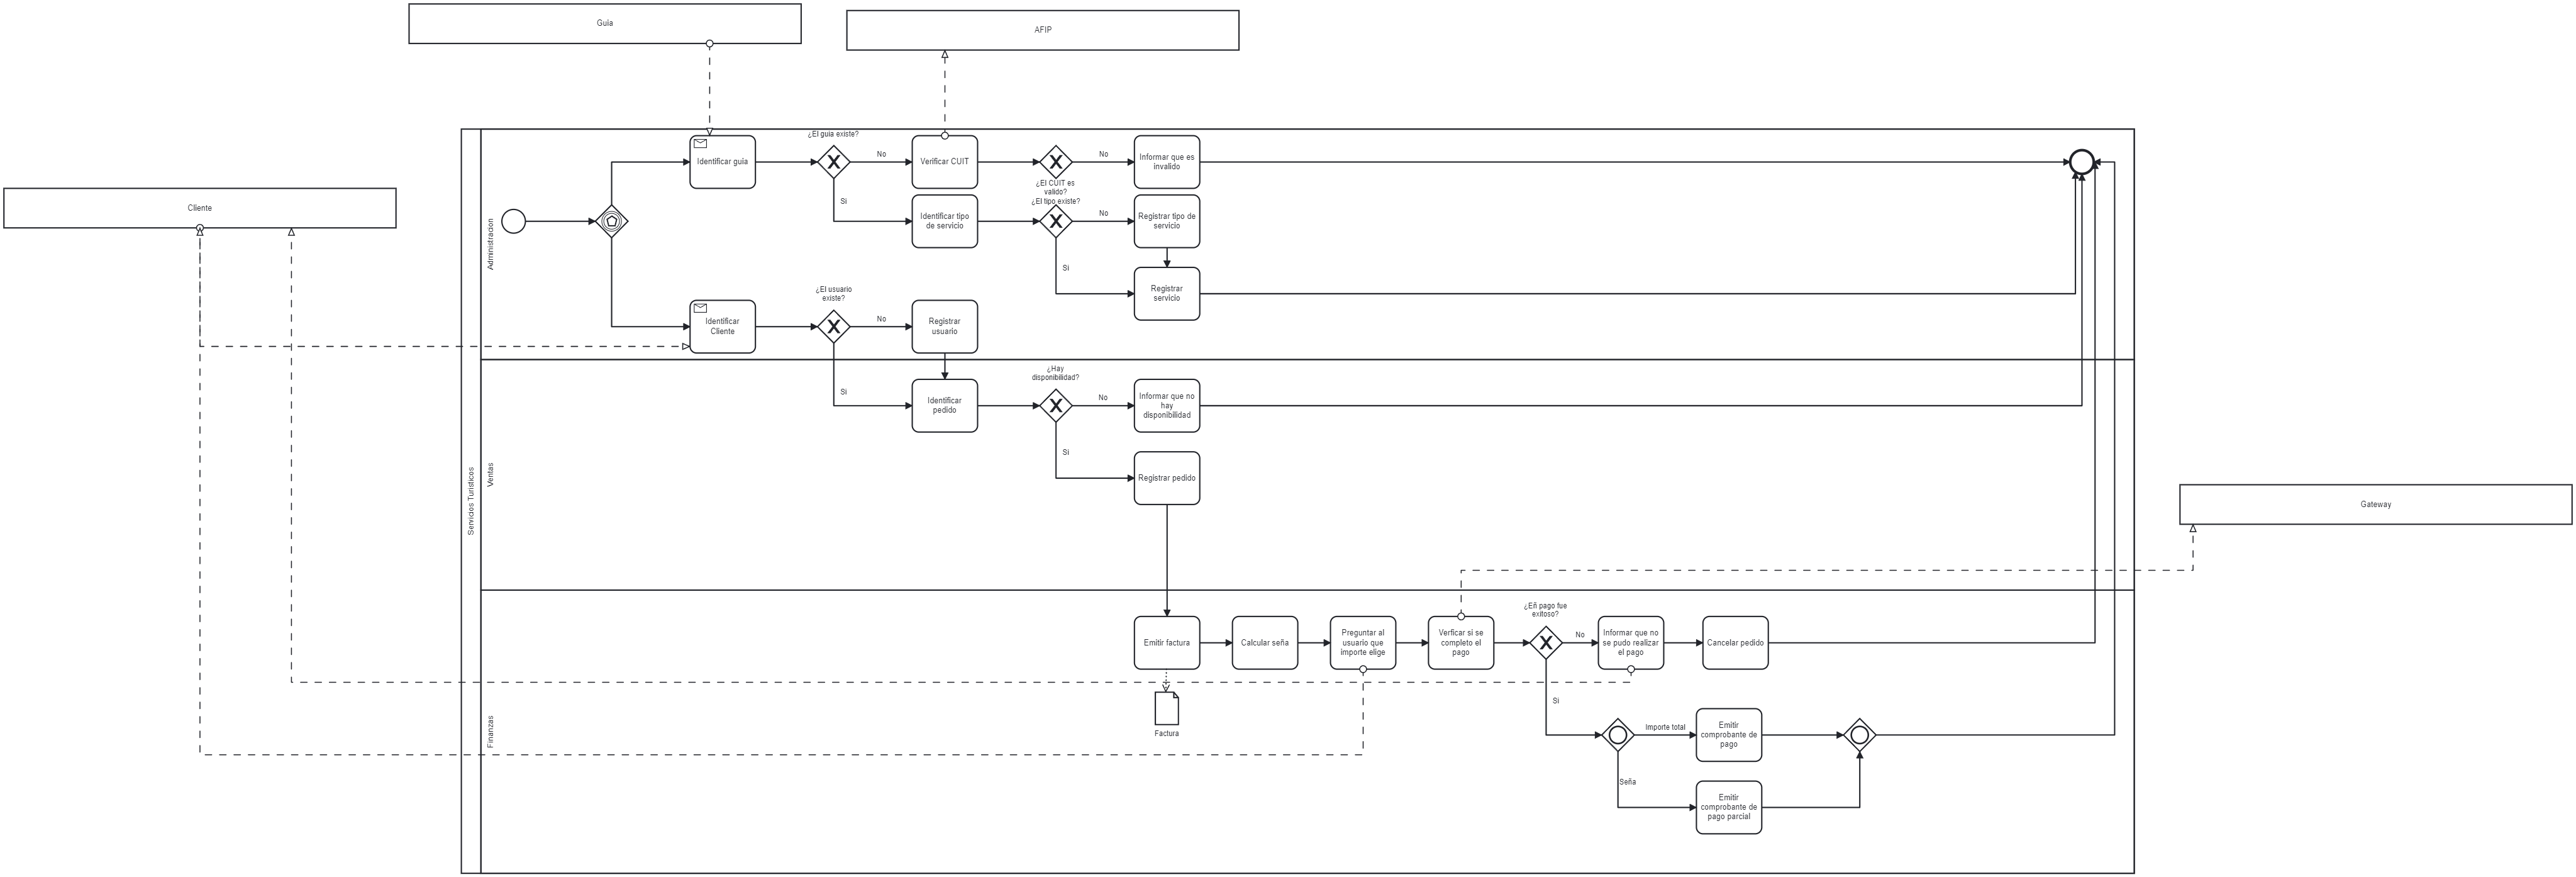 Guia
AFIP
Cliente
Gateway
Servicios Turisticos
Administracion
Identificar guia
¿El guia existe?
No
Si
Verificar CUIT
¿El CUIT es
valido?
No
Informar que es
invalido
Identificar tipo
de servicio
¿El tipo existe?
No
Si
Registrar tipo de
servicio
Registrar
servicio
Identificar
Cliente
¿El usuario
existe?
No
Si
Registrar
usuario
Ventas
Identificar
pedido
¿Hay
disponibilidad?
No
Si
Informar que no
hay
disponibilidad
Registrar pedido
Finanzas
Emitir factura
Factura
Calcular seña
Preguntar al
usuario que
importe elige
Verficar si se
completo el
pago
¿Eñ pago fue
exitoso?
No
Si
Informar que no
se pudo realizar
el pago
Cancelar pedido
Importe total
Seña
Emitir
comprobante de
pago
Emitir
comprobante de
pago parcial